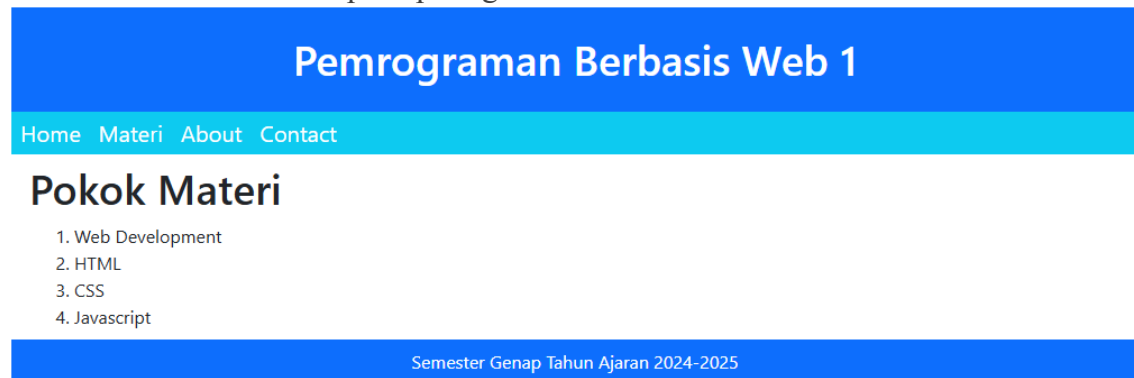 Pemrograman Berbasis Web 1
Home Materi About Contact
Pokok Materi
1. Web Development
2. HTML
3. CSS
4. Javascript
Semester Genap Tahun Ajaran 2024-2025